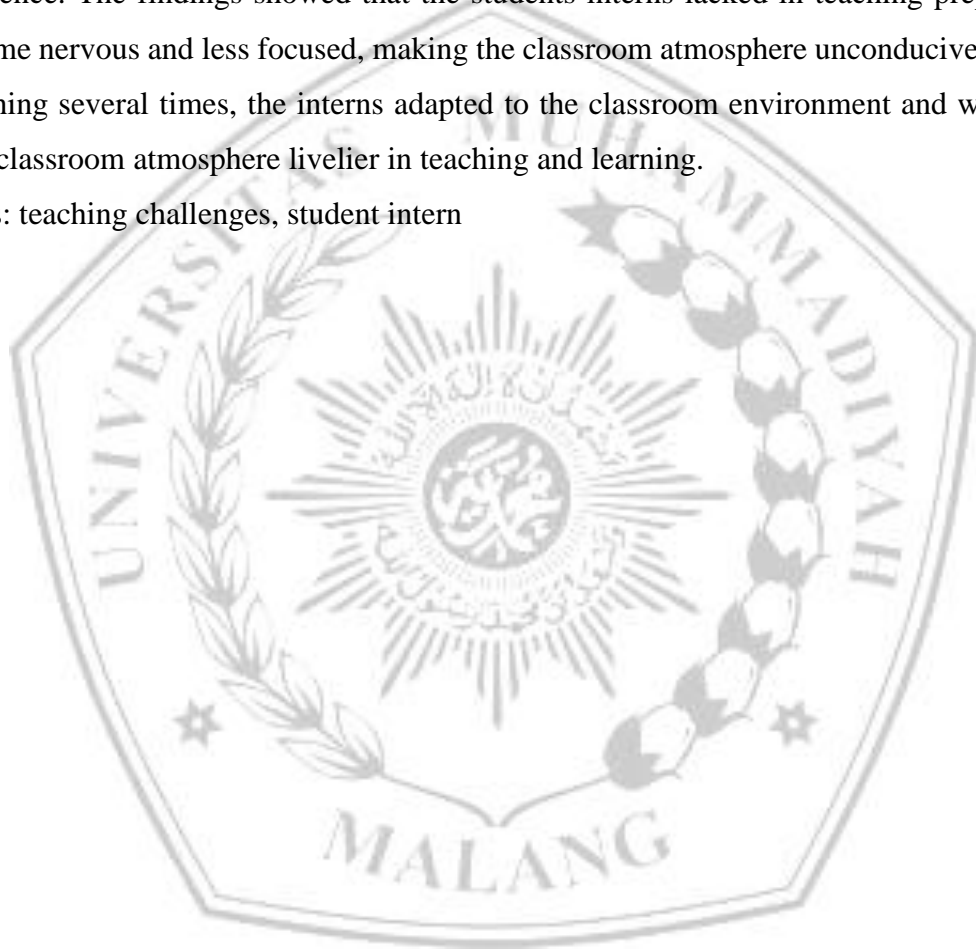 ence. The findings showed that the students interns lacked in teaching prep
me nervous and less focused, making the classroom atmosphere unconducive
ning several times, the interns adapted to the classroom environment and w
classroom atmosphere livelier in teaching and learning.
s: teaching challenges, student intern
UNIVERSITAS MUHAMMADIYAH
MALANG